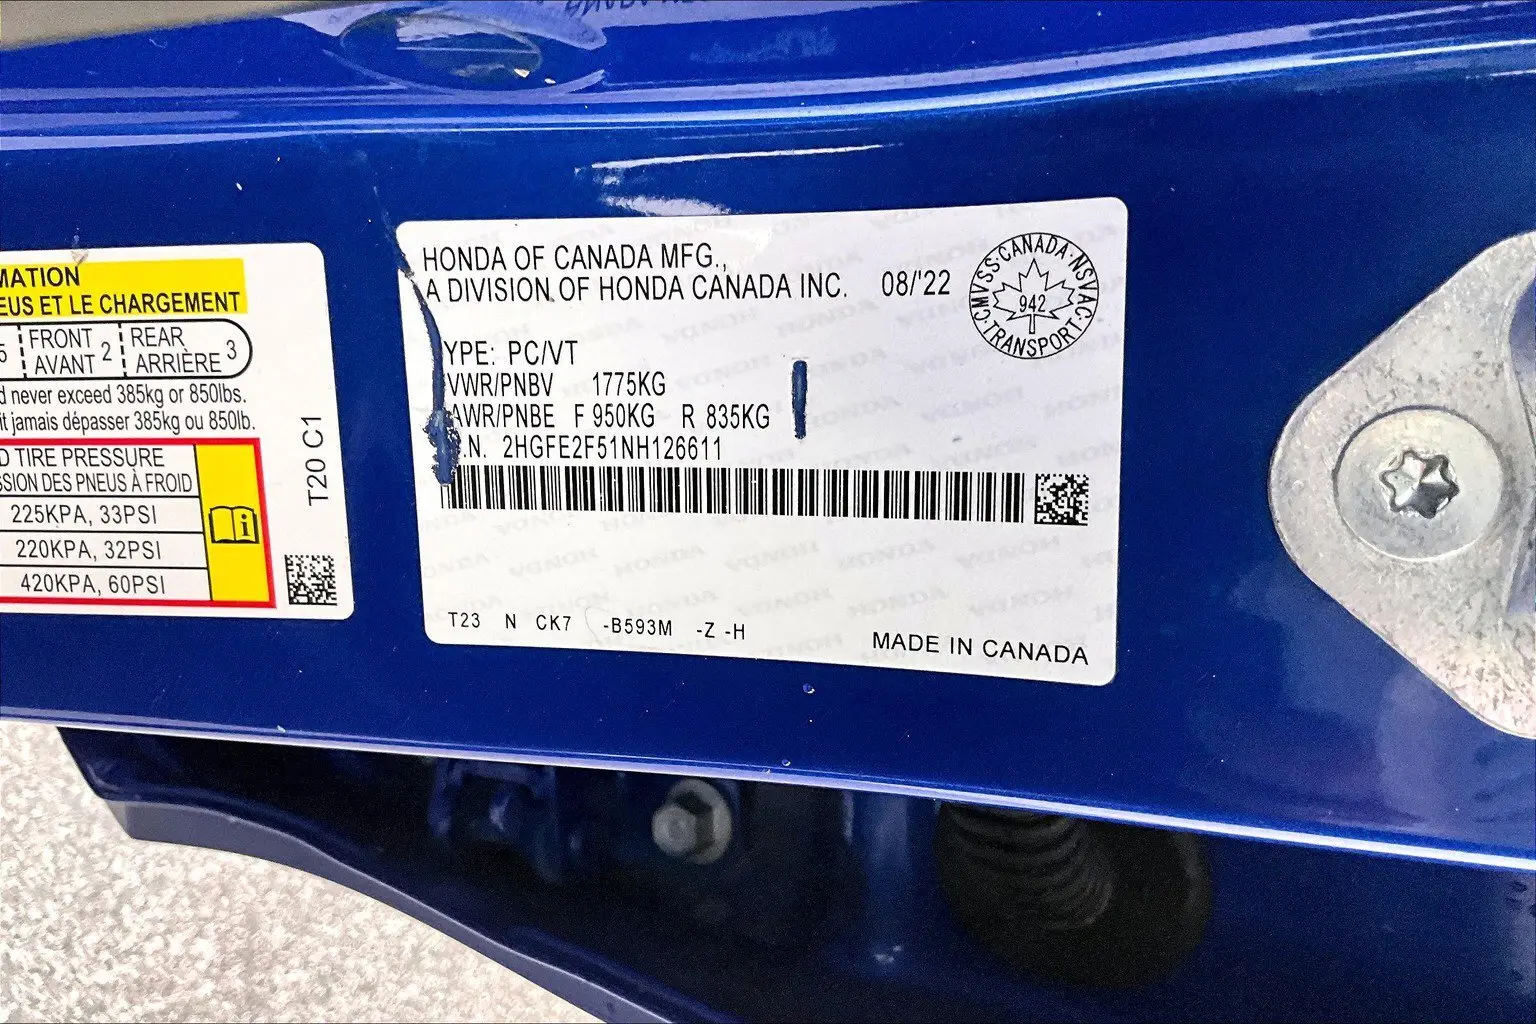 MATION
EUS ET LE CHARGEMENT
5 FRONT AVANT 2 REAR ARRIÈRE 3
d never exceed 385kg or 850lbs.
it jamais dépasser 385kg ou 850lb.
D TIRE PRESSURE
SSION DES PNEUS À FROID
225KPA, 33PSI
220KPA, 32PSI
420KPA, 60PSI
T20 C1
HONDA OF CANADA MFG.,
A DIVISION OF HONDA CANADA INC. 08/'22
CANADA · NSVAC · TRANSPORT · CMVSS ·
942
YPE: PC/VT
VWR/PNBV 1775KG
AWR/PNBE F 950KG R 835KG
.N. 2HGFE2F51NH126611
T23 N CK7 -B593M -Z -H
MADE IN CANADA